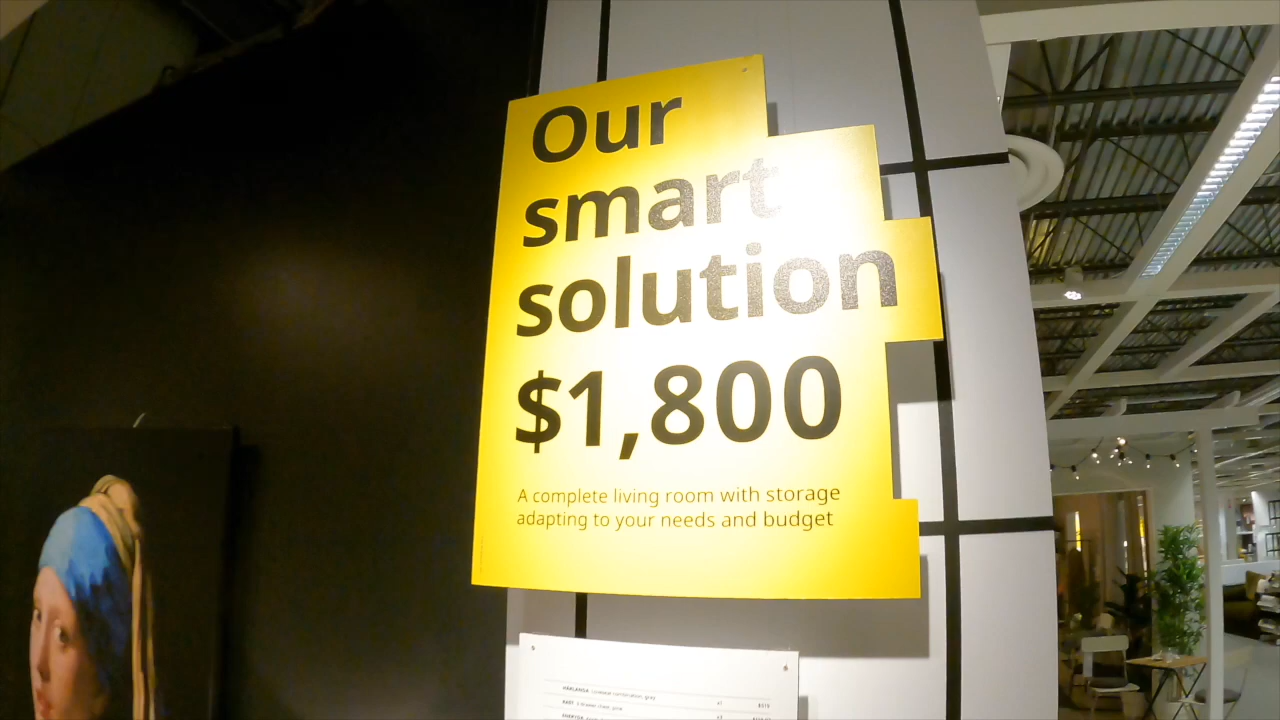 Our
smart
solution
$1,800
A complete living room with storage
adapting to your needs and budget